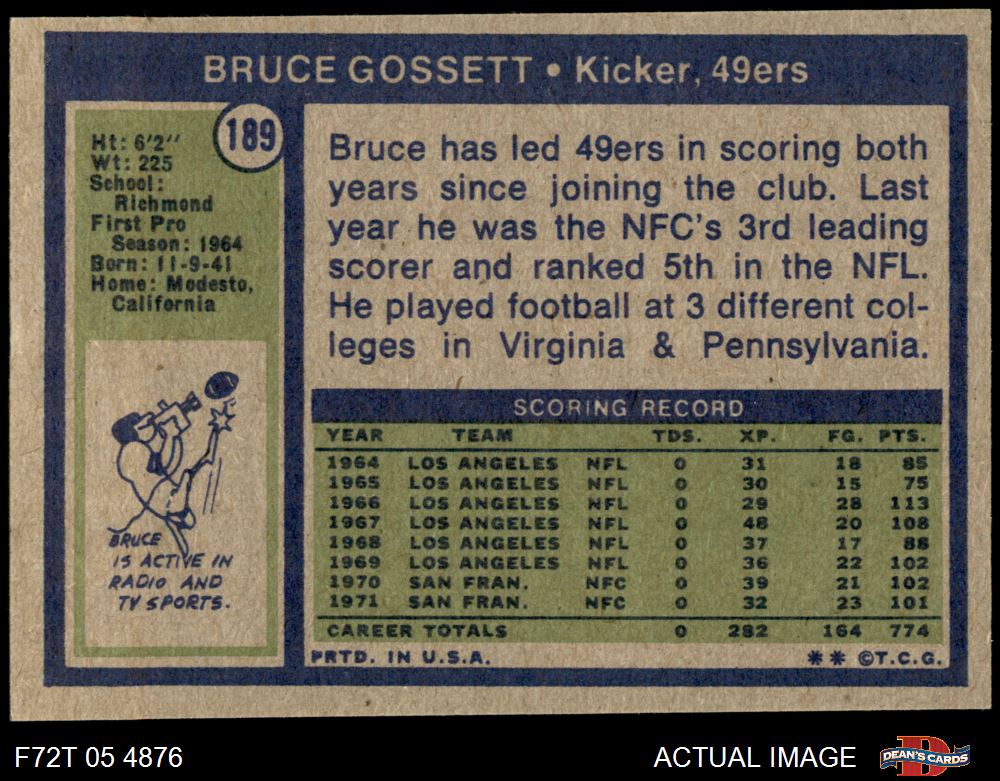 BRUCE GOSSETT • Kicker, 49ers
189
Ht: 6'2''
Wt: 225
School:
Richmond
First Pro
Season: 1964
Born: 11-9-41
Home: Modesto,
California
Bruce has led 49ers in scoring both
years since joining the club. Last
year he was the NFC's 3rd leading
scorer and ranked 5th in the NFL.
He played football at 3 different col-
leges in Virginia & Pennsylvania.
BRUCE
IS ACTIVE IN
RADIO AND
TV SPORTS.
SCORING RECORD
YEAR TEAM TDS. XP. FG. PTS.
1964 LOS ANGELES NFL 0 31 18 85
1965 LOS ANGELES NFL 0 30 15 75
1966 LOS ANGELES NFL 0 29 28 113
1967 LOS ANGELES NFL 0 48 20 108
1968 LOS ANGELES NFL 0 37 17 88
1969 LOS ANGELES NFL 0 36 22 102
1970 SAN FRAN. NFC 0 39 21 102
1971 SAN FRAN. NFC 0 32 23 101
CAREER TOTALS 0 282 164 774
PRTD. IN U.S.A. ** ©T.C.G.
F72T 05 4876 ACTUAL IMAGE DEAN'S CARDS